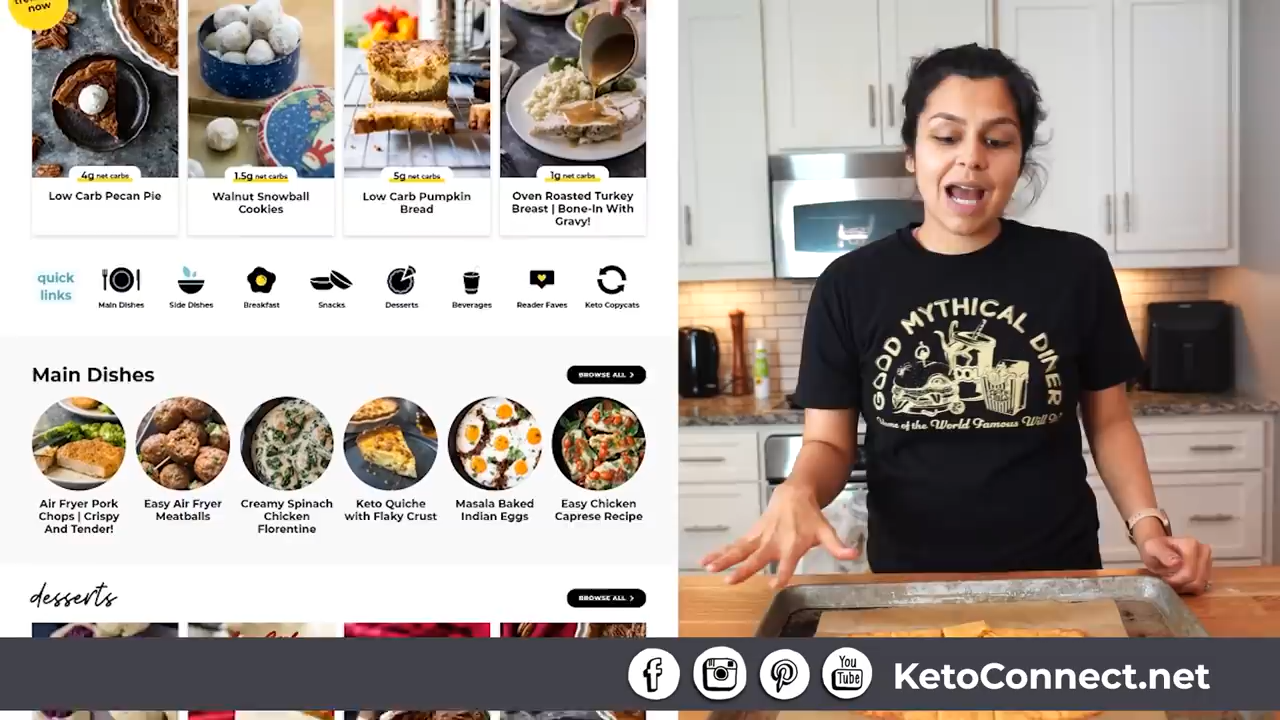 now
4g net carbs
1.5g net carbs
5g net carbs
1g net carbs
Low Carb Pecan Pie
Walnut Snowball
Cookies
Low Carb Pumpkin
Bread
Oven Roasted Turkey
Breast | Bone-In With
Gravy!
quick
links
Main Dishes
Side Dishes
Breakfast
Snacks
Desserts
Beverages
Reader Faves
Keto Copycats
Main Dishes
BROWSE ALL
Air Fryer Pork
Chops | Crispy
And Tender!
Easy Air Fryer
Meatballs
Creamy Spinach
Chicken
Florentine
Keto Quiche
with Flaky Crust
Masala Baked
Indian Eggs
Easy Chicken
Caprese Recipe
desserts
BROWSE ALL
GOOD MYTHICAL DINER
Home of the World Famous Will It?
You
Tube
KetoConnect.net